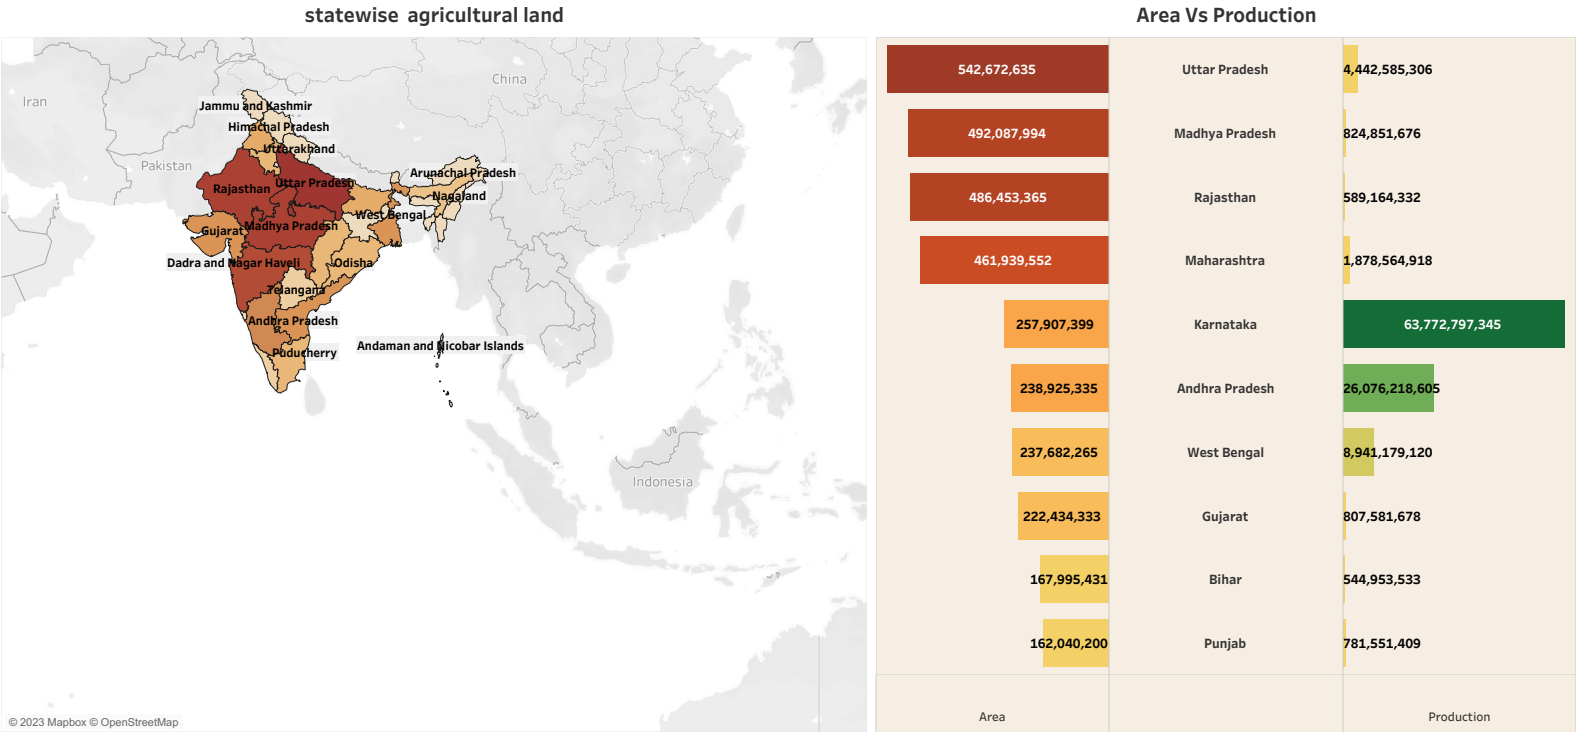 statewise agricultural land
China
Iran
Jammu and Kashmir
Himachal Pradesh
Uttarakhand
Pakistan
Arunachal Pradesh
Uttar Pradesh
Rajasthan
Nagaland
West Bengal
Madhya Pradesh
Gujarat
Dadra and Nagar Haveli
Odisha
Telangana
Andhra Pradesh
Andaman and Nicobar Islands
Puducherry
Indonesia
© 2023 Mapbox © OpenStreetMap
Area Vs Production
542,672,635 Uttar Pradesh 4,442,585,306
492,087,994 Madhya Pradesh 824,851,676
486,453,365 Rajasthan 589,164,332
461,939,552 Maharashtra 1,878,564,918
257,907,399 Karnataka 63,772,797,345
238,925,335 Andhra Pradesh 26,076,218,605
237,682,265 West Bengal 8,941,179,120
222,434,333 Gujarat 807,581,678
167,995,431 Bihar 544,953,533
162,040,200 Punjab 781,551,409
Area Production